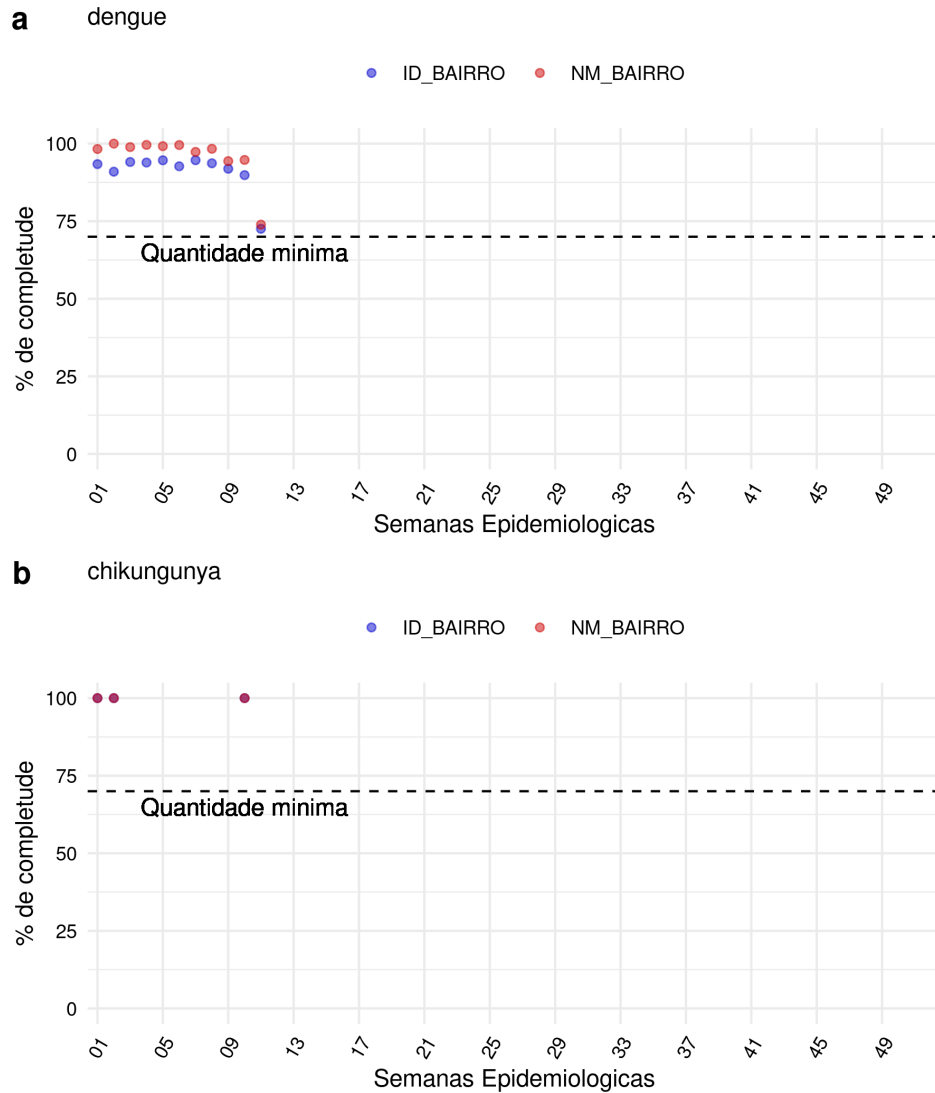 a dengue
ID_BAIRRO NM_BAIRRO
100
75
Quantidade minima
50
25
0
% de completude
01 05 09 13 17 21 25 29 33 37 41 45 49
Semanas Epidemiologicas
b chikungunya
ID_BAIRRO NM_BAIRRO
100
75
Quantidade minima
50
25
0
% de completude
01 05 09 13 17 21 25 29 33 37 41 45 49
Semanas Epidemiologicas